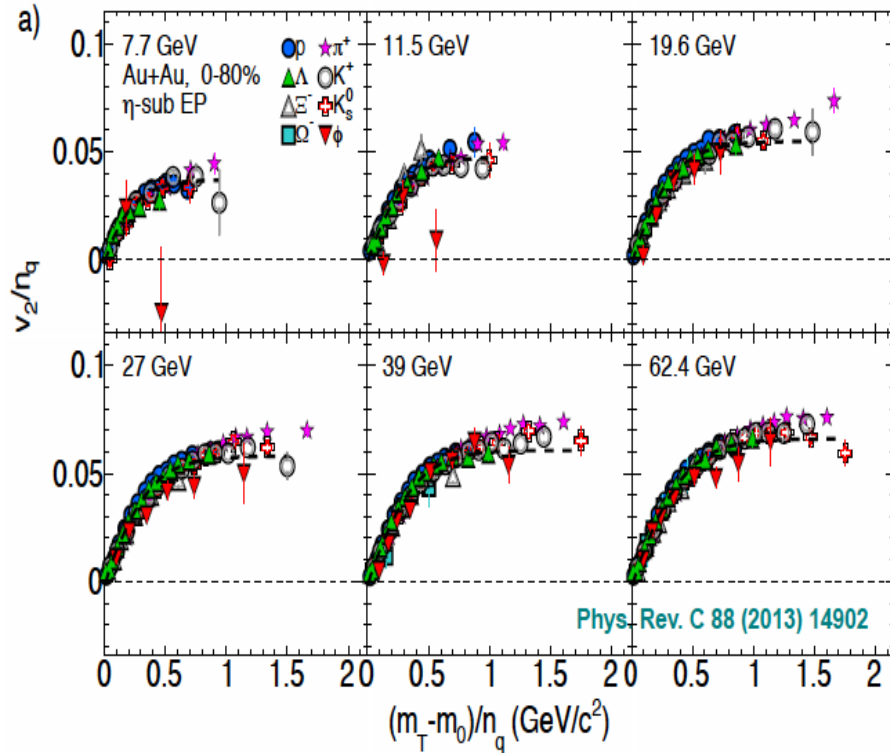 a)
7.7 GeV
Au+Au, 0-80%
η-sub EP
p π⁺
Λ K⁺
Ξ⁻ K⁰ₛ
Ω⁻ ϕ
11.5 GeV
19.6 GeV
0.1
0.05
0
v₂/n_q
27 GeV
39 GeV
62.4 GeV
0.1
0.05
0
Phys. Rev. C 88 (2013) 14902
0 0.5 1 1.5 2 0 0.5 1 1.5 2 0 0.5 1 1.5 2
(m_T-m₀)/n_q (GeV/c²)